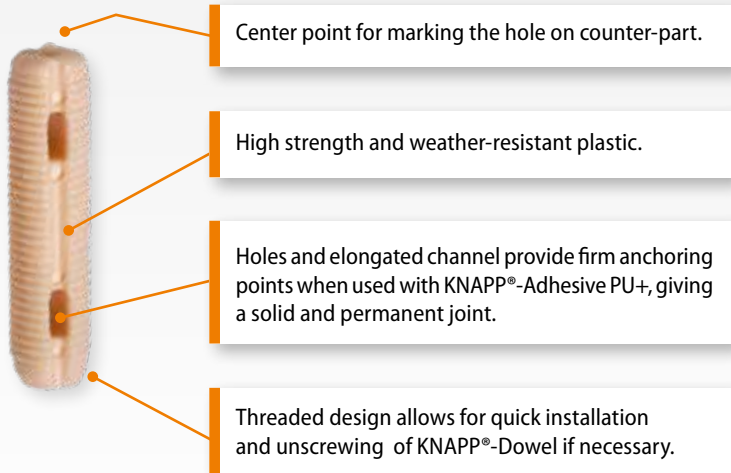 Center point for marking the hole on counter-part.
High strength and weather-resistant plastic.
Holes and elongated channel provide firm anchoring
points when used with KNAPP®-Adhesive PU+, giving
a solid and permanent joint.
Threaded design allows for quick installation
and unscrewing of KNAPP®-Dowel if necessary.